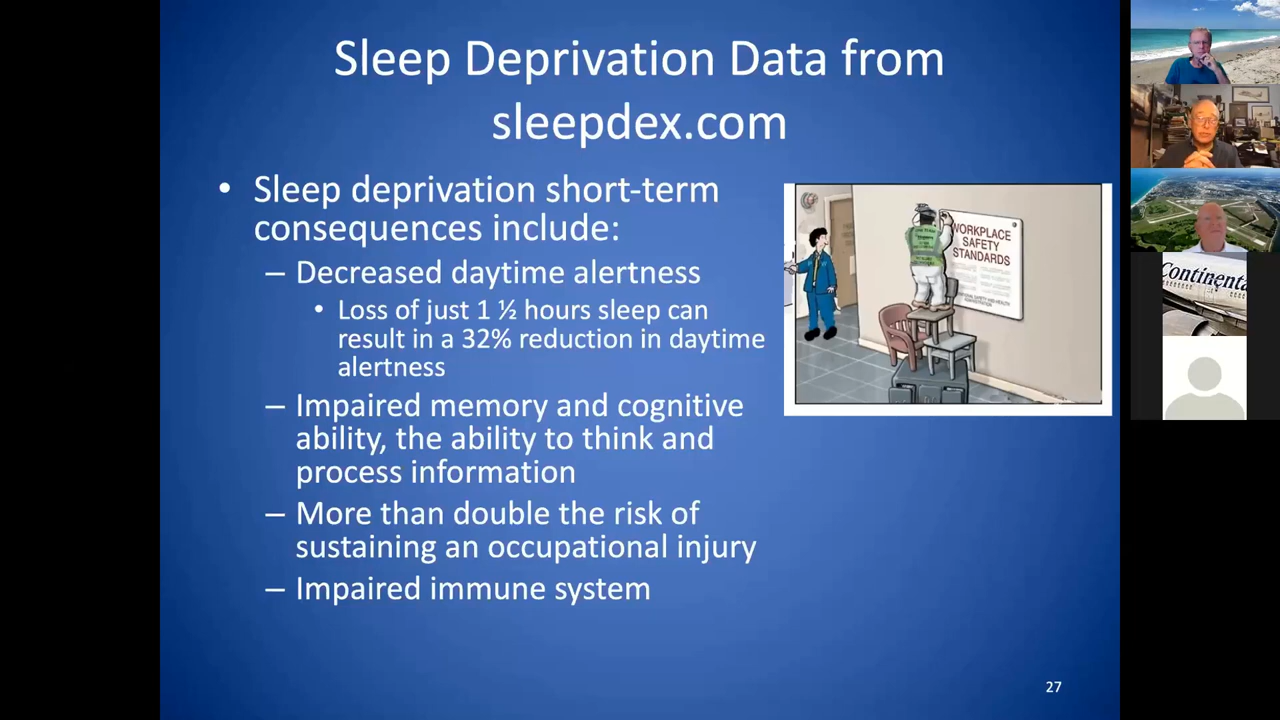 Sleep Deprivation Data from
sleepdex.com
• Sleep deprivation short-term
consequences include:
– Decreased daytime alertness
• Loss of just 1 ½ hours sleep can
result in a 32% reduction in daytime
alertness
– Impaired memory and cognitive
ability, the ability to think and
process information
– More than double the risk of
sustaining an occupational injury
– Impaired immune system
WORKPLACE
SAFETY
STANDARDS
27